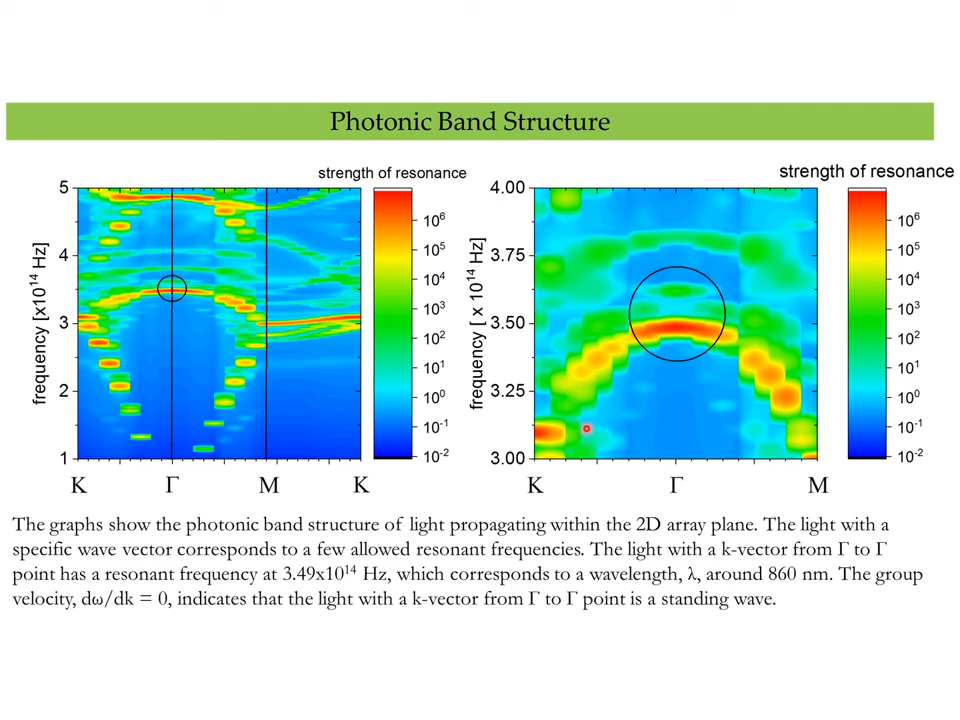 Photonic Band Structure
strength of resonance
5
4
3
2
1
frequency [x10¹⁴ Hz]
K Γ M K
10⁶
10⁵
10⁴
10³
10²
10¹
10⁰
10⁻¹
10⁻²
strength of resonance
4.00
3.75
3.50
3.25
3.00
frequency [ x 10¹⁴ Hz]
K Γ M
10⁶
10⁵
10⁴
10³
10²
10¹
10⁰
10⁻¹
10⁻²
The graphs show the photonic band structure of light propagating within the 2D array plane. The light with a
specific wave vector corresponds to a few allowed resonant frequencies. The light with a k-vector from Γ to Γ
point has a resonant frequency at 3.49x10¹⁴ Hz, which corresponds to a wavelength, λ, around 860 nm. The group
velocity, dω/dk = 0, indicates that the light with a k-vector from Γ to Γ point is a standing wave.